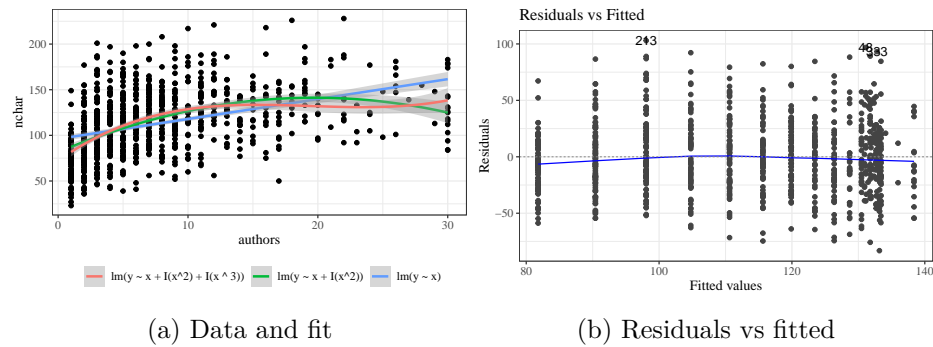 Residuals vs Fitted
200
150
100
50
nchar
0
10
20
30
authors
lm(y ~ x + I(x^2) + I(x ^ 3))
lm(y ~ x + I(x^2))
lm(y ~ x)
100
50
0
−50
Residuals
213
80
100
120
140
Fitted values
(a) Data and fit
(b) Residuals vs fitted